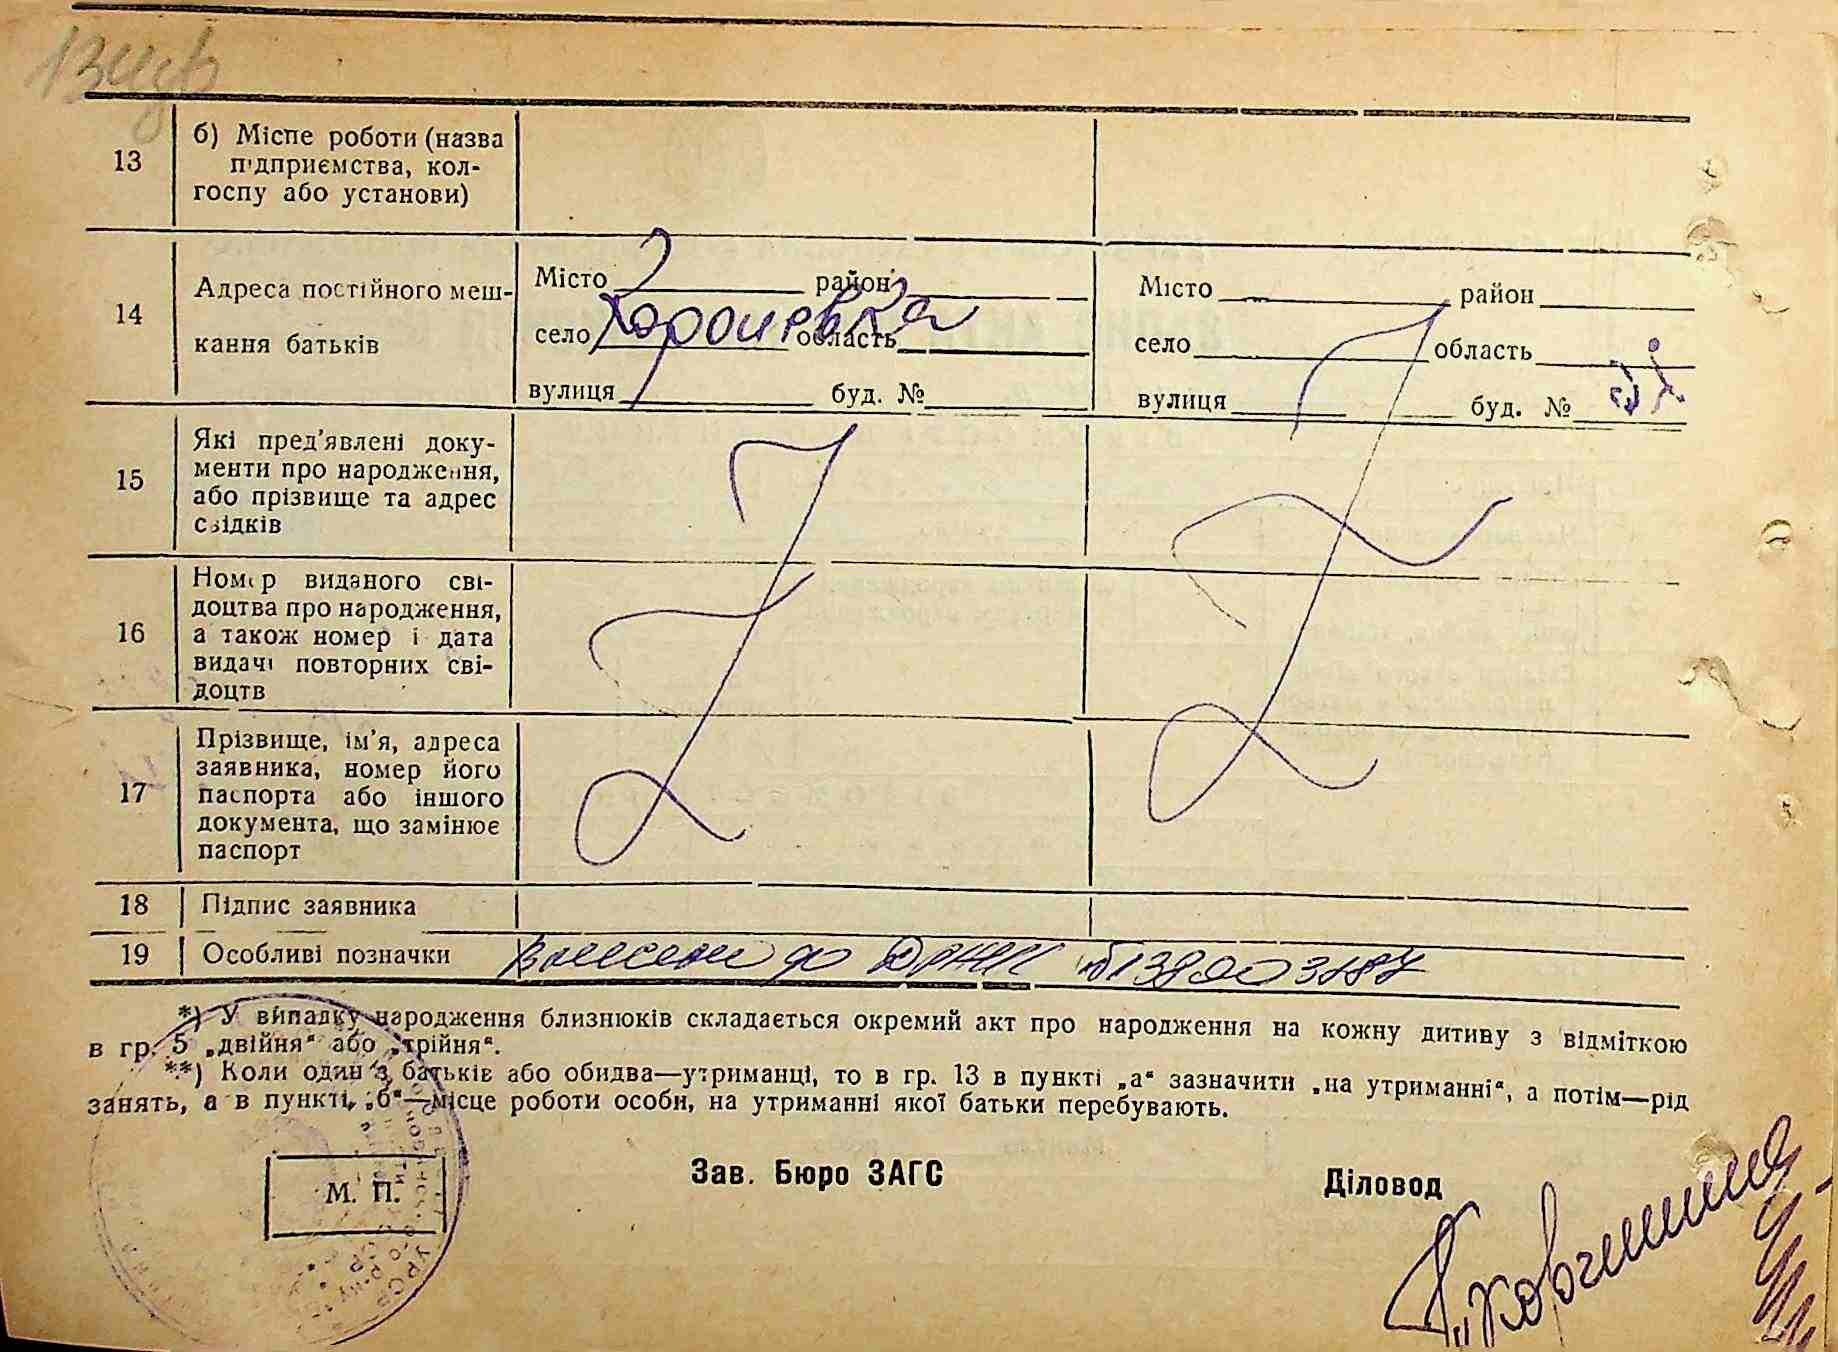 13
б) Місце роботи (назва
підприємства, кол-
госпу або установи)
14
Адреса постійного меш-
кання батьків
Місто район
село область
вулиця буд. №
Місто район
село область
вулиця буд. №
15
Які пред'явлені доку-
менти про народження,
або прізвище та адрес
свідків
16
Номер виданого сві-
доцтва про народження,
а також номер і дата
видачі повторних сві-
доцтв
17
Прізвище, ім'я, адреса
заявника, номер його
паспорта або іншого
документа, що замінює
паспорт
18 Підпис заявника
19 Особливі позначки Внесено до
*) У випадку народження близнюків складається окремий акт про народження на кожну дитину з відміткою
в гр. 5 „двійня“ або „трійня“.
**) Коли один з батьків або обидва—утриманці, то в гр. 13 в пункті „а“ зазначити „на утриманні“, а потім—рід
занять, а в пункті „б“—місце роботи особи, на утриманні якої батьки перебувають.
М. П.
Зав. Бюро ЗАГС
Діловод